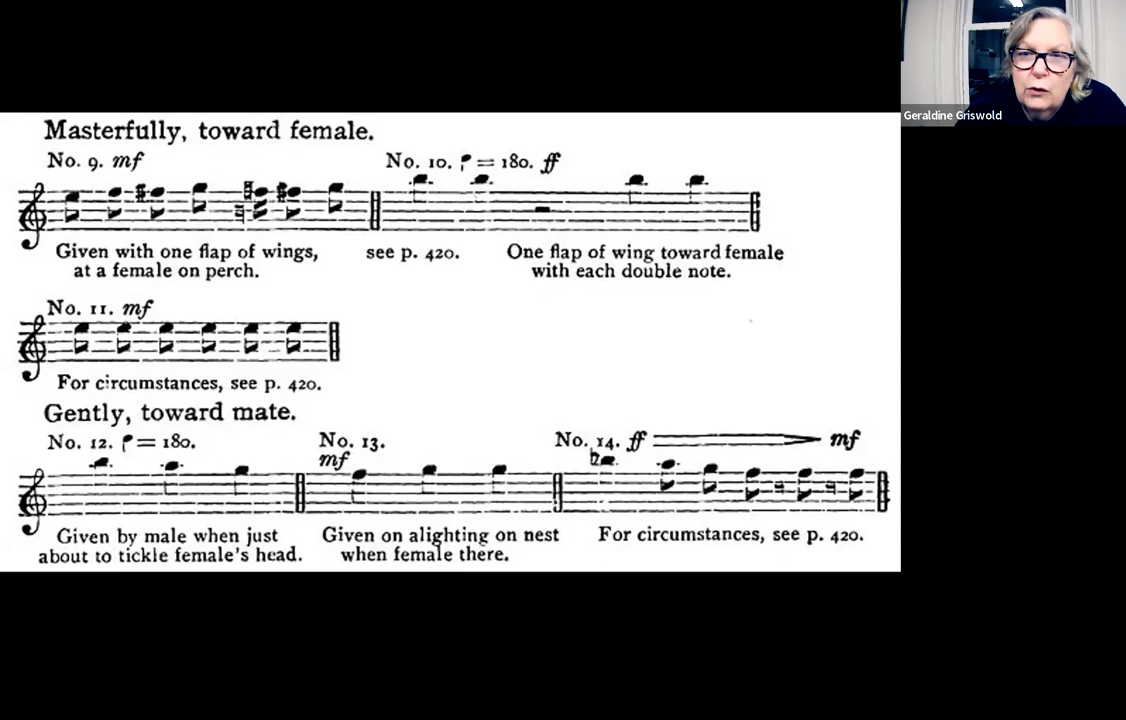 Geraldine Griswold
Masterfully, toward female.
No. 9. mf
No. 10. = 180. ff
Given with one flap of wings,
at a female on perch.
see p. 420.
One flap of wing toward female
with each double note.
No. 11. mf
For circumstances, see p. 420.
Gently, toward mate.
No. 12. = 180.
No. 13.
mf
No. 14. ff mf
Given by male when just
about to tickle female's head.
Given on alighting on nest
when female there.
For circumstances, see p. 420.